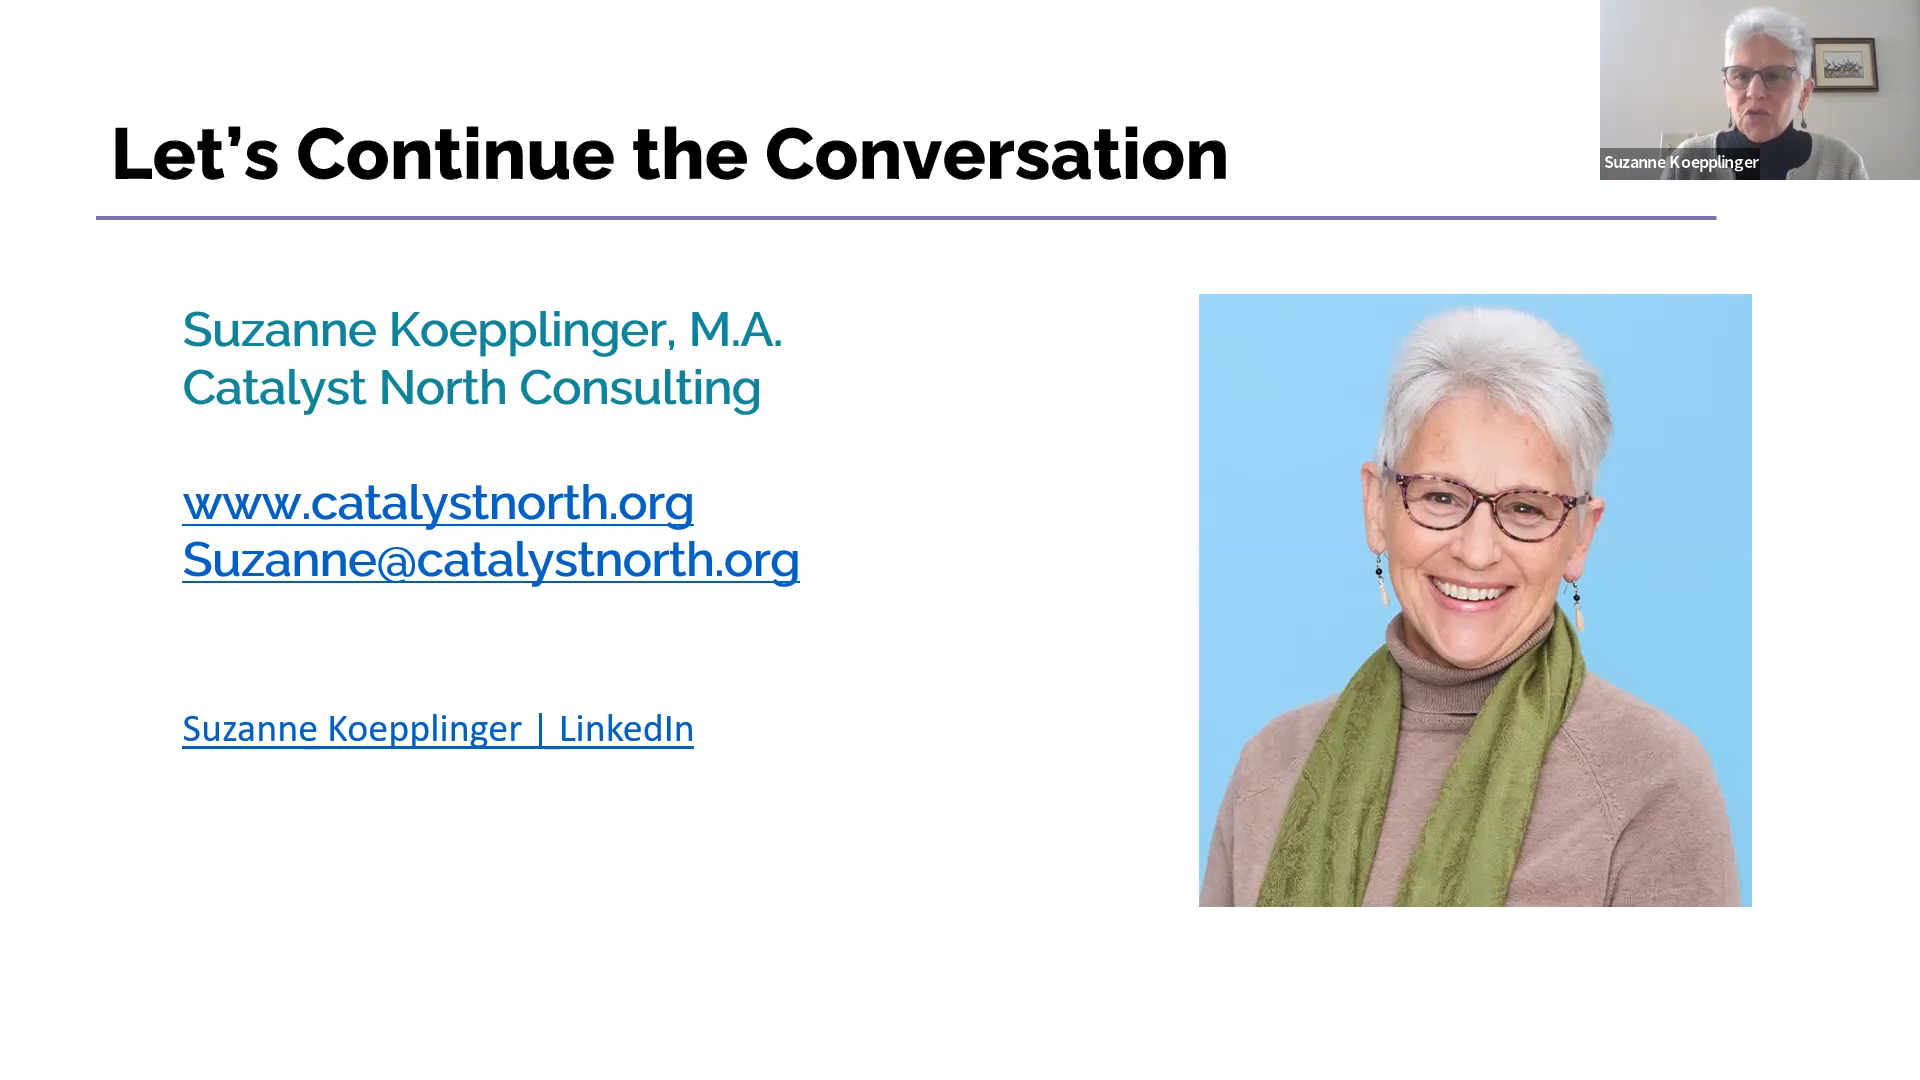 Let’s Continue the Conversation
Suzanne Koepplinger
Suzanne Koepplinger, M.A.
Catalyst North Consulting
www.catalystnorth.org
Suzanne@catalystnorth.org
Suzanne Koepplinger | LinkedIn